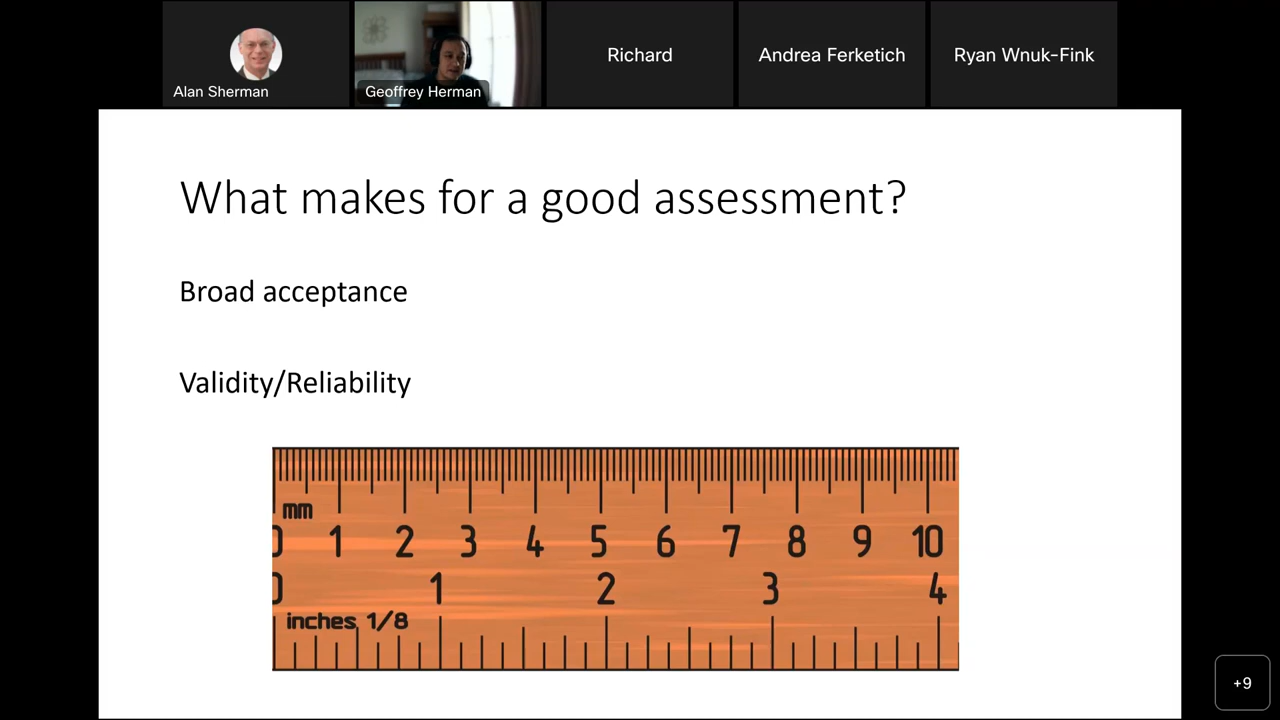 Alan Sherman
Geoffrey Herman
Richard
Andrea Ferketich
Ryan Wnuk-Fink
What makes for a good assessment?
Broad acceptance
Validity/Reliability
mm
0 1 2 3 4 5 6 7 8 9 10
0 1 2 3 4
inches 1/8
+9